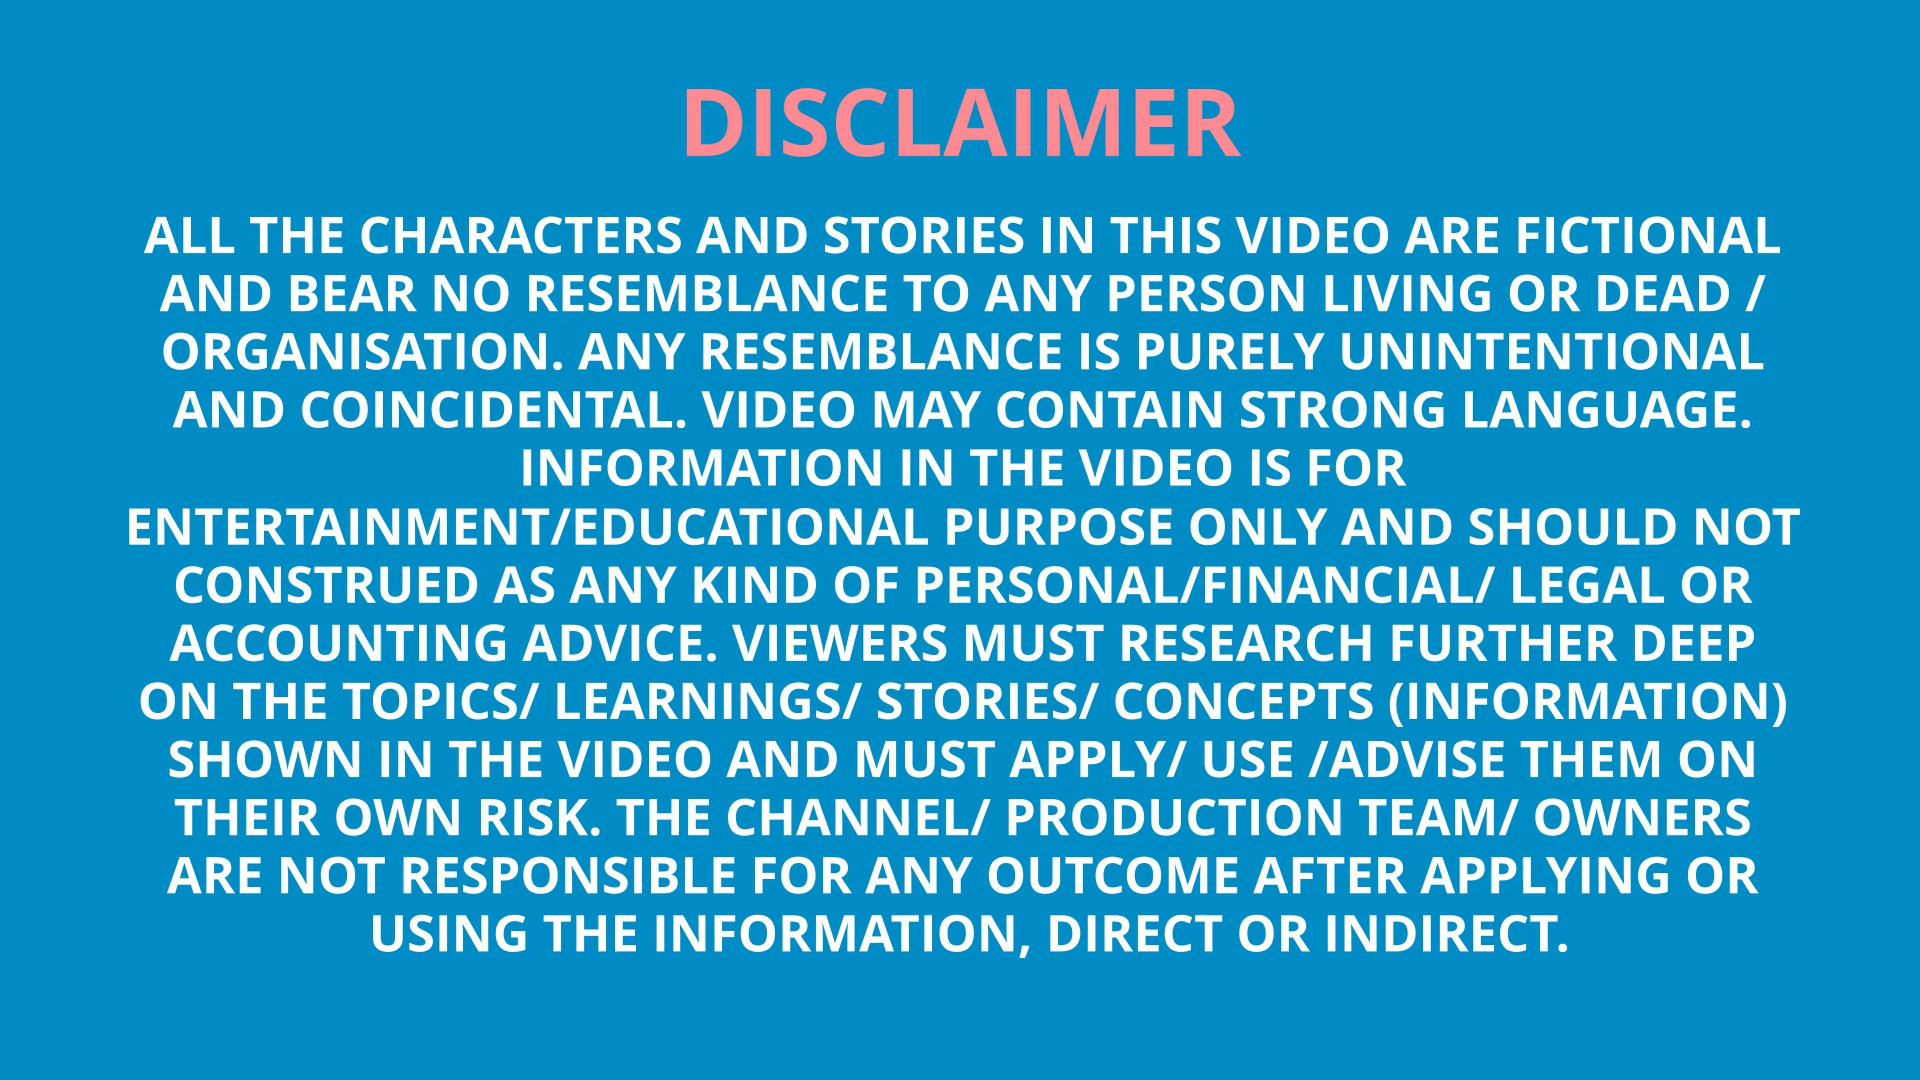 DISCLAIMER
ALL THE CHARACTERS AND STORIES IN THIS VIDEO ARE FICTIONAL
AND BEAR NO RESEMBLANCE TO ANY PERSON LIVING OR DEAD /
ORGANISATION. ANY RESEMBLANCE IS PURELY UNINTENTIONAL
AND COINCIDENTAL. VIDEO MAY CONTAIN STRONG LANGUAGE.
INFORMATION IN THE VIDEO IS FOR
ENTERTAINMENT/EDUCATIONAL PURPOSE ONLY AND SHOULD NOT
CONSTRUED AS ANY KIND OF PERSONAL/FINANCIAL/ LEGAL OR
ACCOUNTING ADVICE. VIEWERS MUST RESEARCH FURTHER DEEP
ON THE TOPICS/ LEARNINGS/ STORIES/ CONCEPTS (INFORMATION)
SHOWN IN THE VIDEO AND MUST APPLY/ USE /ADVISE THEM ON
THEIR OWN RISK. THE CHANNEL/ PRODUCTION TEAM/ OWNERS
ARE NOT RESPONSIBLE FOR ANY OUTCOME AFTER APPLYING OR
USING THE INFORMATION, DIRECT OR INDIRECT.